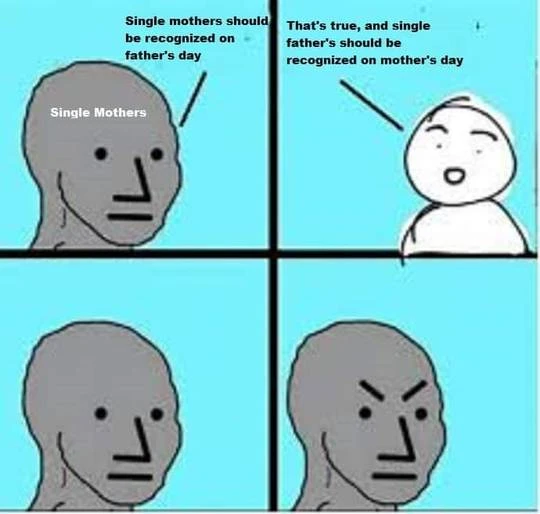 Single mothers should
be recognized on
father's day
That's true, and single
father's should be
recognized on mother's day
Single Mothers